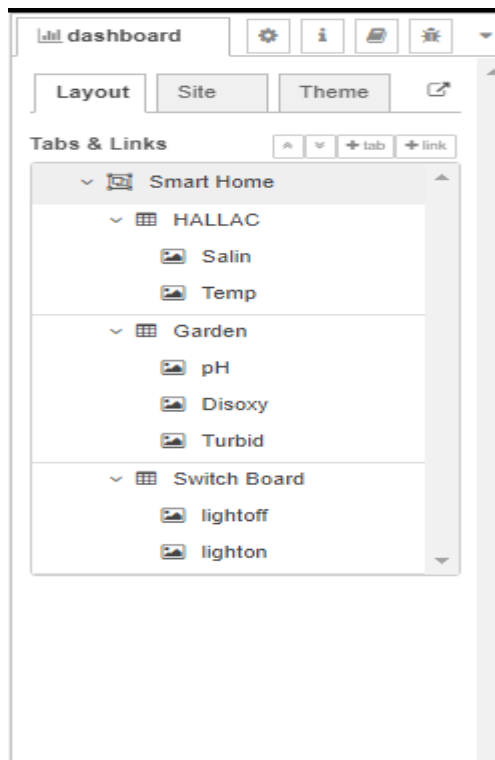 dashboard i
Layout Site Theme
Tabs & Links +tab +link
Smart Home
HALLAC
Salin
Temp
Garden
pH
Disoxy
Turbid
Switch Board
lightoff
lighton